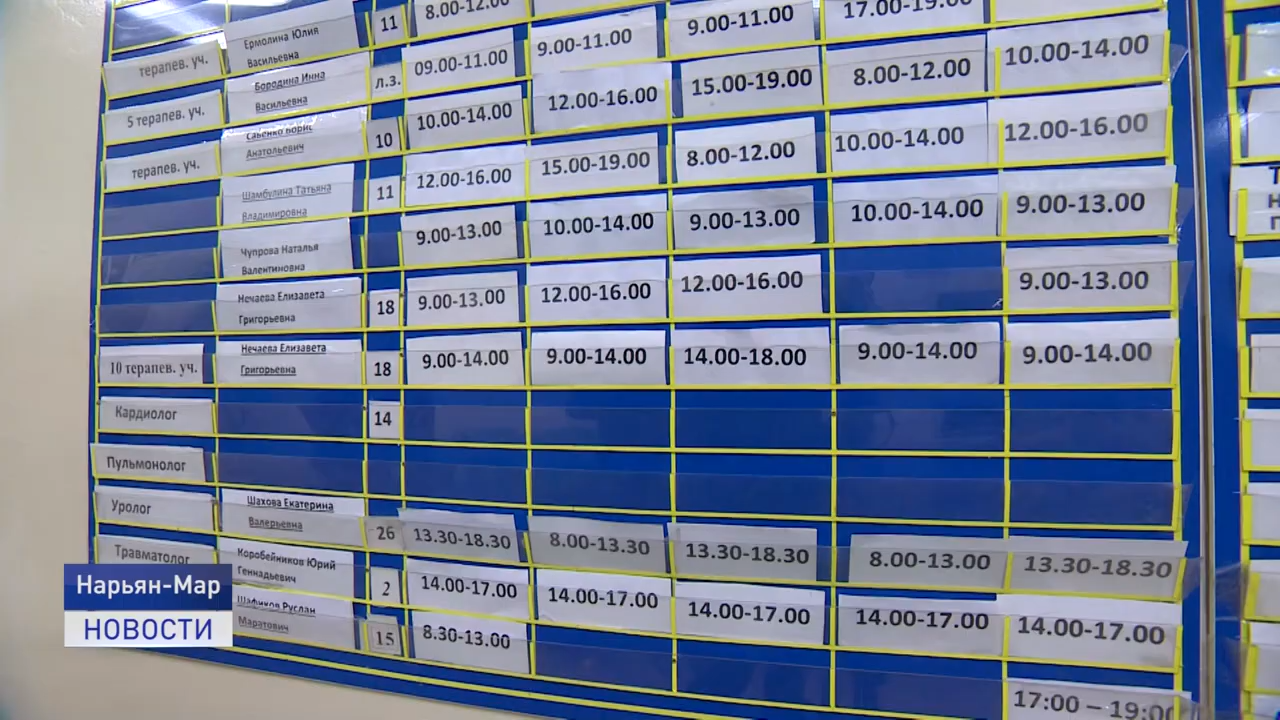 11 8.00-12.00 9.00-11.00 17.00-19.00
Ермолина Юлия
Васильевна
терапев. уч.
Бородина Инна
Васильевна
л.з. 09.00-11.00 9.00-11.00 15.00-19.00 8.00-12.00 10.00-14.00
5 терапев. уч.
Савенко Борис
Анатольевич
10 10.00-14.00 12.00-16.00 8.00-12.00 10.00-14.00 12.00-16.00
терапев. уч.
Шамбулина Татьяна
Владимировна
11 12.00-16.00 15.00-19.00 9.00-13.00 10.00-14.00 9.00-13.00
Чупрова Наталья
Валентиновна
9.00-13.00 10.00-14.00 12.00-16.00 9.00-13.00
Нечаева Елизавета
Григорьевна
18 9.00-13.00 12.00-16.00
10 терапев. уч.
Нечаева Елизавета
Григорьевна
18 9.00-14.00 9.00-14.00 14.00-18.00 9.00-14.00 9.00-14.00
Кардиолог 14
Пульмонолог
Уролог
Шахова Екатерина
Валерьевна
26 13.30-18.30 8.00-13.30 13.30-18.30 8.00-13.00 13.30-18.30
Травматолог
Коробейников Юрий
Геннадьевич
2 14.00-17.00 14.00-17.00 14.00-17.00 14.00-17.00 14.00-17.00
Шафиков Руслан
Маратович
15 8.30-13.00
17:00 – 19:00
Нарьян-Мар
НОВОСТИ